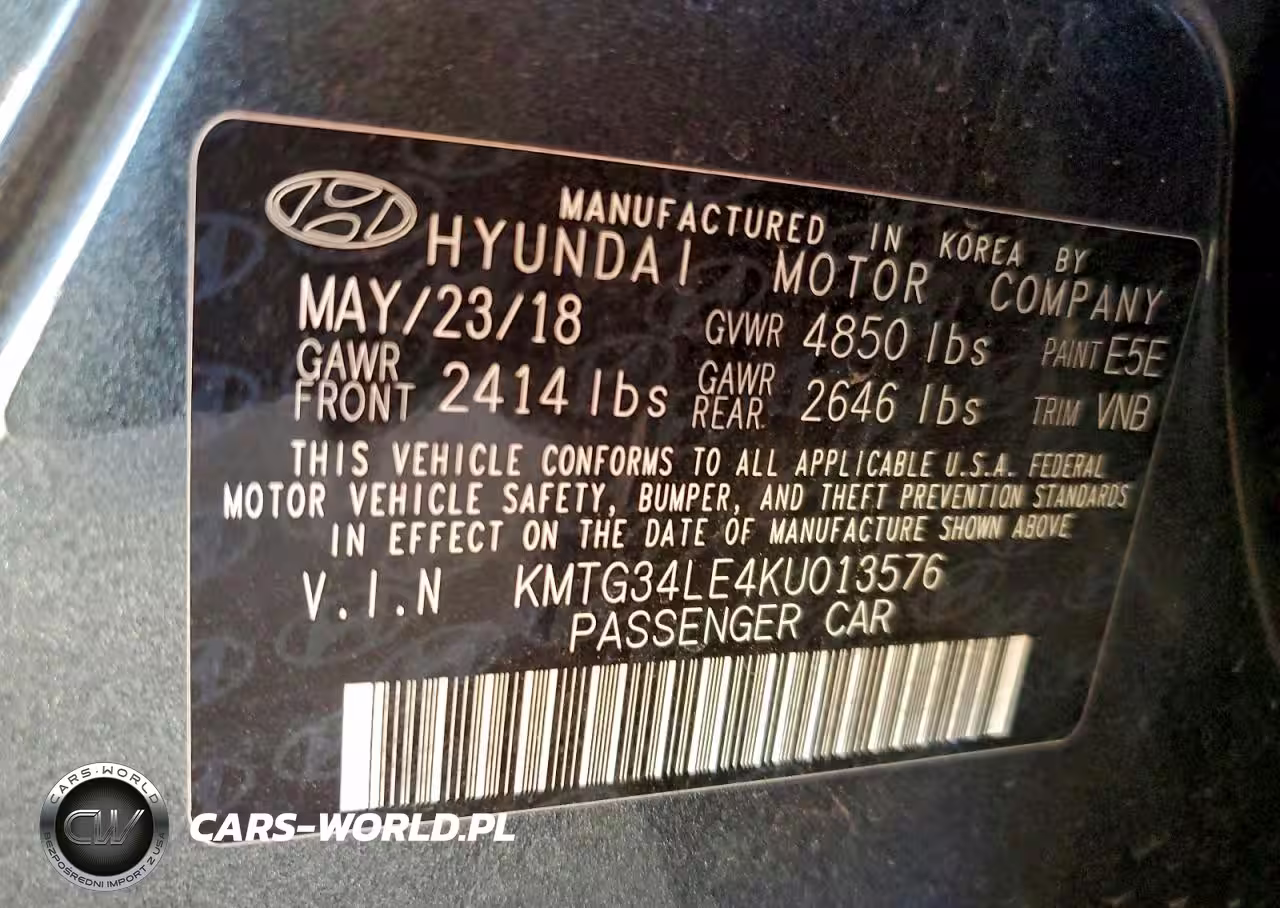 MANUFACTURED IN KOREA BY
HYUNDAI MOTOR COMPANY
MAY/23/18 GVWR 4850 lbs PAINT E5E
GAWR FRONT 2414 lbs GAWR REAR 2646 lbs TRIM VNB
THIS VEHICLE CONFORMS TO ALL APPLICABLE U.S.A. FEDERAL
MOTOR VEHICLE SAFETY, BUMPER, AND THEFT PREVENTION STANDARDS
IN EFFECT ON THE DATE OF MANUFACTURE SHOWN ABOVE
V.I.N KMTG34LE4KU013576
PASSENGER CAR
CARS-WORLD
CW
BEZPOŚREDNI IMPORT Z USA
CARS-WORLD.PL